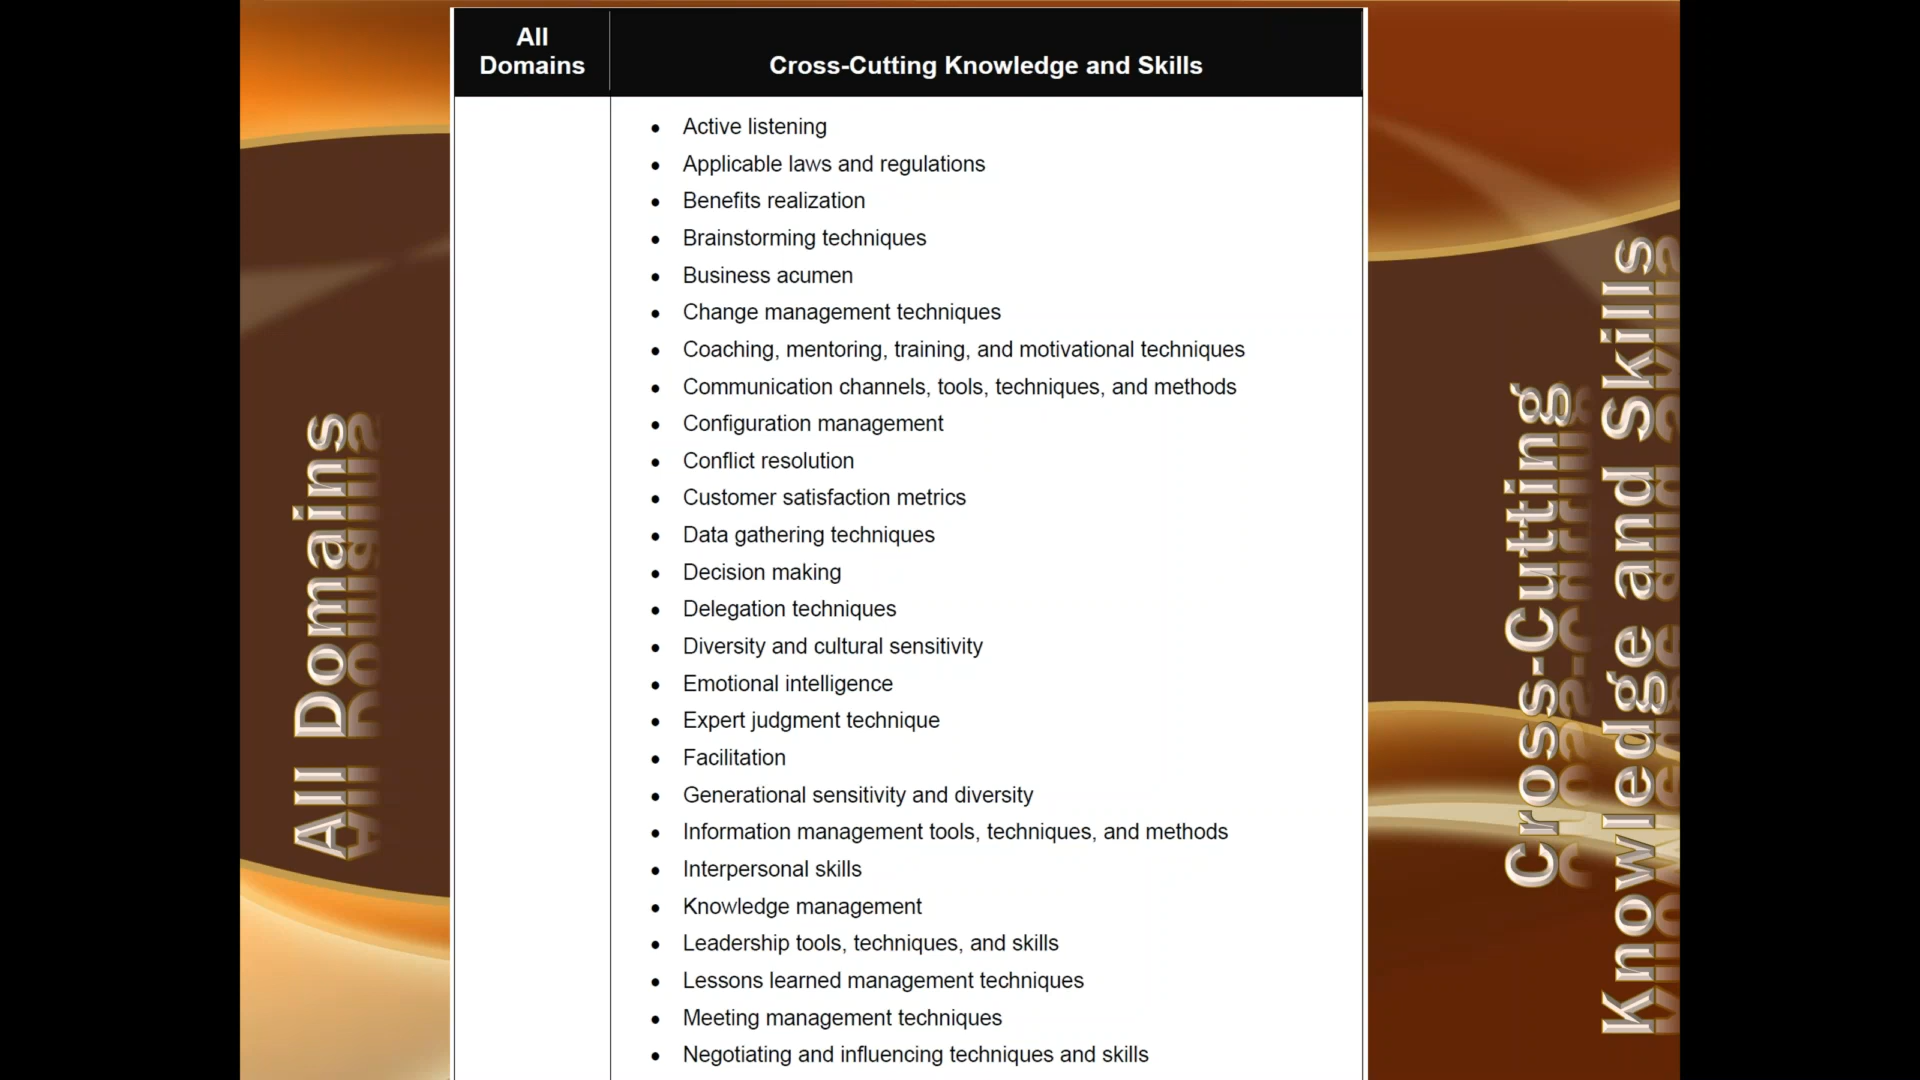 All
Domains
Cross-Cutting Knowledge and Skills
• Active listening
• Applicable laws and regulations
• Benefits realization
• Brainstorming techniques
• Business acumen
• Change management techniques
• Coaching, mentoring, training, and motivational techniques
• Communication channels, tools, techniques, and methods
• Configuration management
• Conflict resolution
• Customer satisfaction metrics
• Data gathering techniques
• Decision making
• Delegation techniques
• Diversity and cultural sensitivity
• Emotional intelligence
• Expert judgment technique
• Facilitation
• Generational sensitivity and diversity
• Information management tools, techniques, and methods
• Interpersonal skills
• Knowledge management
• Leadership tools, techniques, and skills
• Lessons learned management techniques
• Meeting management techniques
• Negotiating and influencing techniques and skills
All Domains
Cross-Cutting
Knowledge and Skills